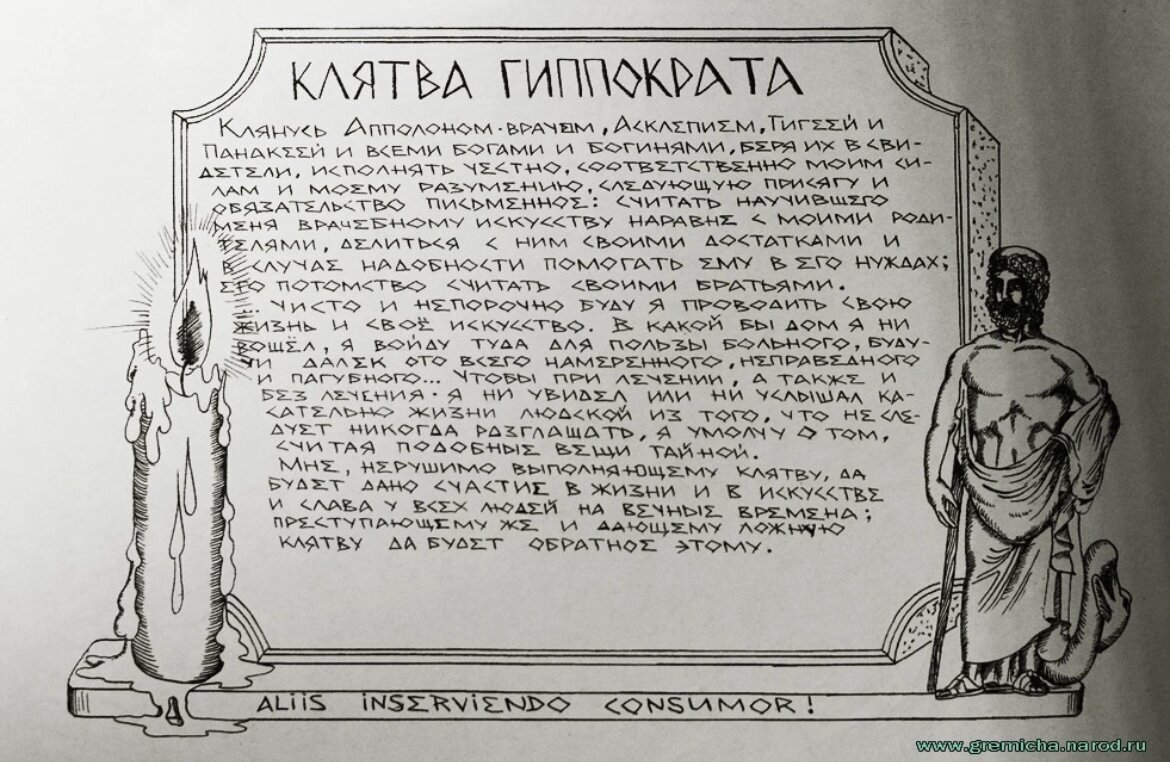 КЛЯТВА ГИППОКРАТА
Клянусь Апполоном-врачом, Асклепием, Гигеей и
Панакеей и всеми богами и богинями, беря их в сви-
детели, исполнять честно, соответственно моим си-
лам и моему разумению, следующую присягу и
обязательство письменное: считать научившего
меня врачебному искусству наравне с моими роди-
телями, делиться с ним своими достатками и
в случае надобности помогать ему в его нуждах;
его потомство считать своими братьями.
... Чисто и непорочно буду я проводить свою
жизнь и своё искусство. В какой бы дом я ни
вошёл, я войду туда для пользы больного, буду-
чи далек ото всего намеренного, неправедного
и пагубного... Чтобы при лечении, а также и
без лечения я ни увидел или ни услышал ка-
сательно жизни людской из того, что не сле-
дует никогда разглашать, я умолчу о том,
считая подобные вещи тайной.
Мне, нерушимо выполняющему клятву, да
будет дано счастие в жизни и в искусстве
и слава у всех людей на вечные времена;
преступающему же и дающему ложную
клятву да будет обратное этому.
ALIIS INSERVIENDO CONSUMOR!
www.gremicha.narod.ru